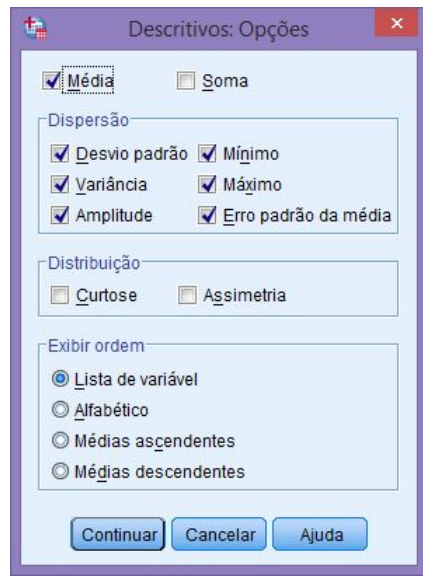 Descritivos: Opções
Média Soma
Dispersão
Desvio padrão Mínimo
Variância Máximo
Amplitude Erro padrão da média
Distribuição
Curtose Assimetria
Exibir ordem
Lista de variável
Alfabético
Médias ascendentes
Médias descendentes
Continuar Cancelar Ajuda